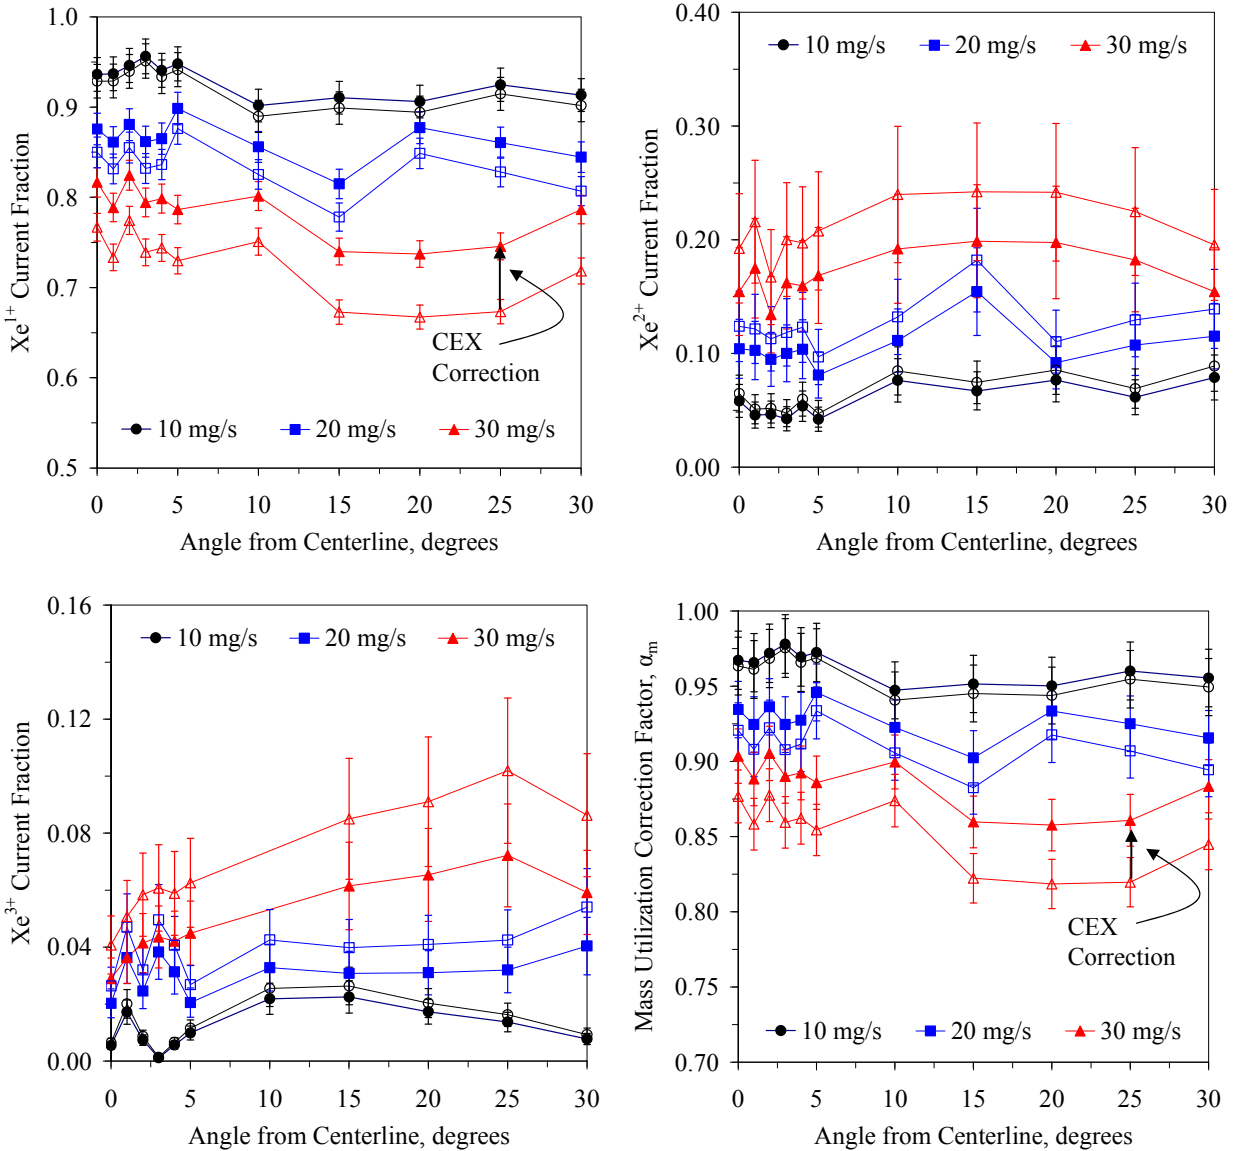 1.0
0.9
0.8
0.7
0.6
0.5
Xe1+ Current Fraction
CEX
Correction
10 mg/s 20 mg/s 30 mg/s
0 5 10 15 20 25 30
Angle from Centerline, degrees
0.40
0.30
0.20
0.10
0.00
Xe2+ Current Fraction
10 mg/s 20 mg/s 30 mg/s
0 5 10 15 20 25 30
Angle from Centerline, degrees
0.16
0.12
0.08
0.04
0.00
Xe3+ Current Fraction
10 mg/s 20 mg/s 30 mg/s
0 5 10 15 20 25 30
Angle from Centerline, degrees
1.00
0.95
0.90
0.85
0.80
0.75
0.70
Mass Utilization Correction Factor, αm
CEX
Correction
10 mg/s 20 mg/s 30 mg/s
0 5 10 15 20 25 30
Angle from Centerline, degrees